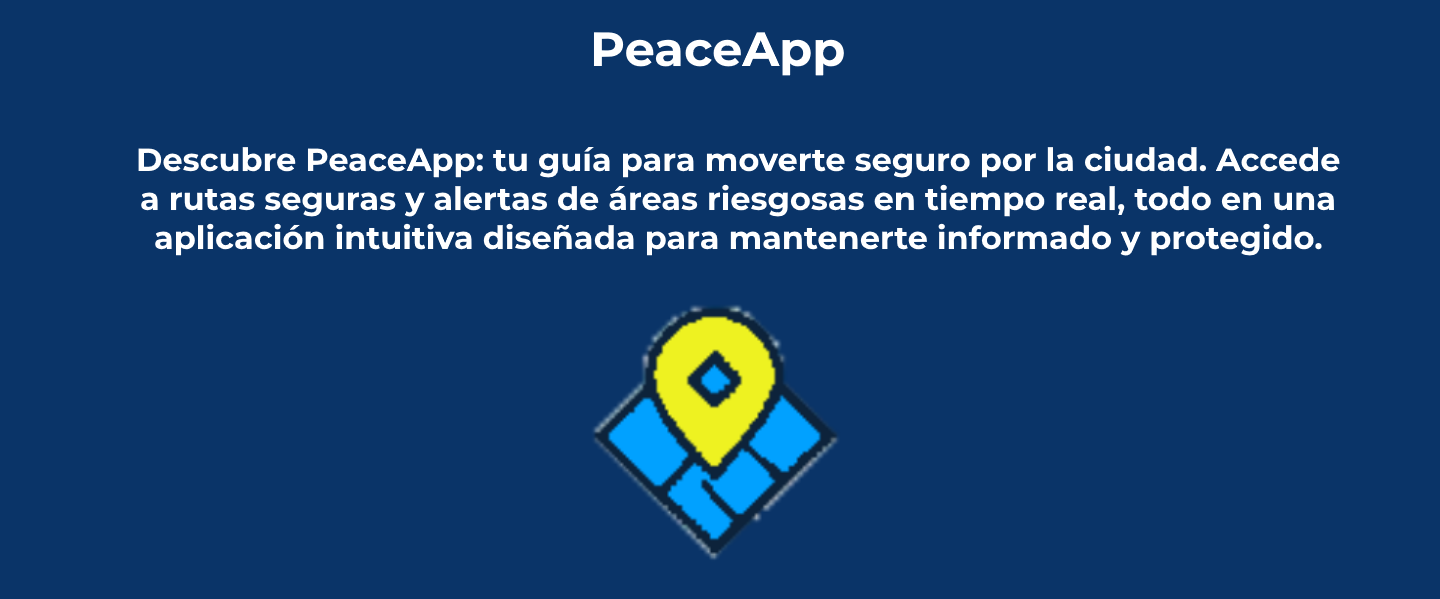 PeaceApp
Descubre PeaceApp: tu guía para moverte seguro por la ciudad. Accede
a rutas seguras y alertas de áreas riesgosas en tiempo real, todo en una
aplicación intuitiva diseñada para mantenerte informado y protegido.